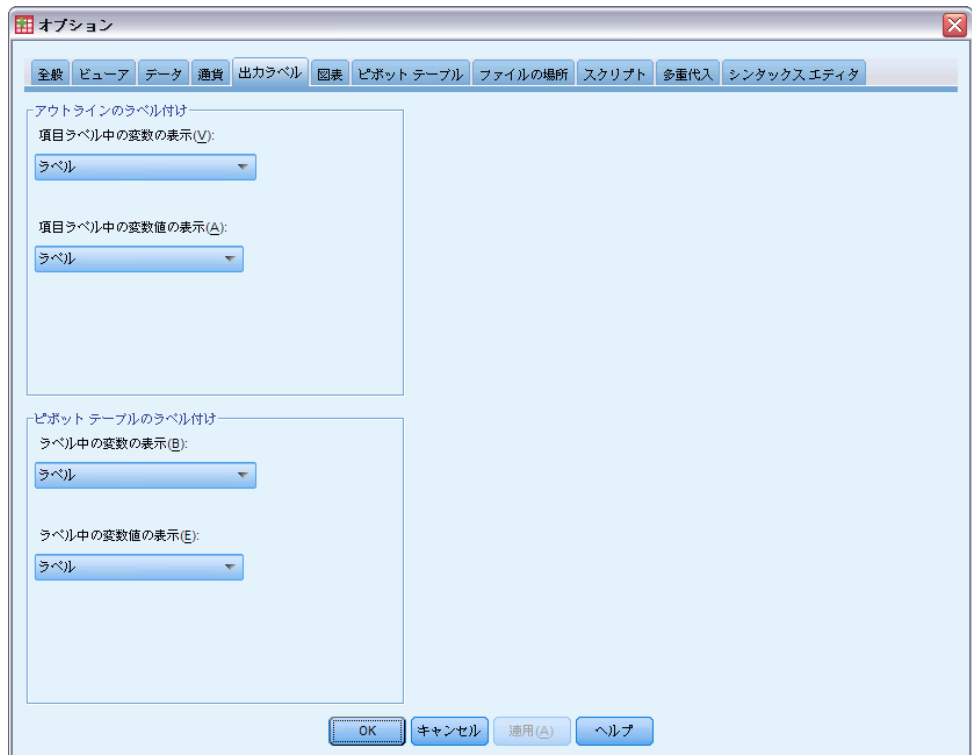 オプション
全般 ビューア データ 通貨 出力ラベル 図表 ピボット テーブル ファイルの場所 スクリプト 多重代入 シンタックス エディタ
アウトラインのラベル付け
項目ラベル中の変数の表示(V):
ラベル
項目ラベル中の変数値の表示(A):
ラベル
ピボット テーブルのラベル付け
ラベル中の変数の表示(B):
ラベル
ラベル中の変数値の表示(E):
ラベル
OK キャンセル 適用(A) ヘルプ